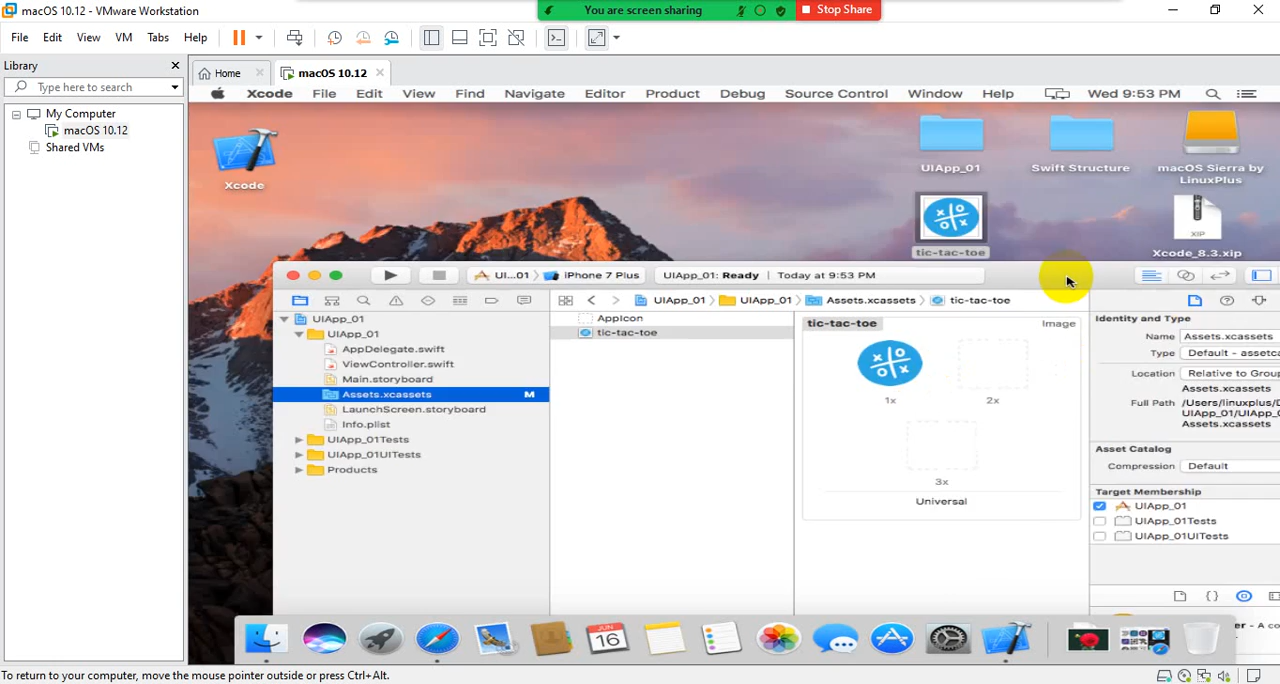 macOS 10.12 - VMware Workstation
You are screen sharing
Stop Share
File Edit View VM Tabs Help
Library
Type here to search
My Computer
macOS 10.12
Shared VMs
Home
macOS 10.12
Xcode File Edit View Find Navigate Editor Product Debug Source Control Window Help Wed 9:53 PM
Xcode
UIApp_01
Swift Structure
macOS Sierra by
LinuxPlus
tic-tac-toe
XIP
Xcode_8.3.xip
UI...01 iPhone 7 Plus UIApp_01: Ready | Today at 9:53 PM
UIApp_01 UIApp_01 Assets.xcassets tic-tac-toe
UIApp_01
UIApp_01
AppDelegate.swift
ViewController.swift
Main.storyboard
Assets.xcassets M
LaunchScreen.storyboard
Info.plist
UIApp_01Tests
UIApp_01UITests
Products
AppIcon
tic-tac-toe
tic-tac-toe Image
1x 2x
3x
Universal
Identity and Type
Name Assets.xcassets
Type Default - assetca
Location Relative to Group
Assets.xcassets
Full Path /Users/linuxplus/D
UIApp_01/UIApp_0
Assets.xcassets
Asset Catalog
Compression Default
Target Membership
UIApp_01
UIApp_01Tests
UIApp_01UITests
JUN
16
To return to your computer, move the mouse pointer outside or press Ctrl+Alt.